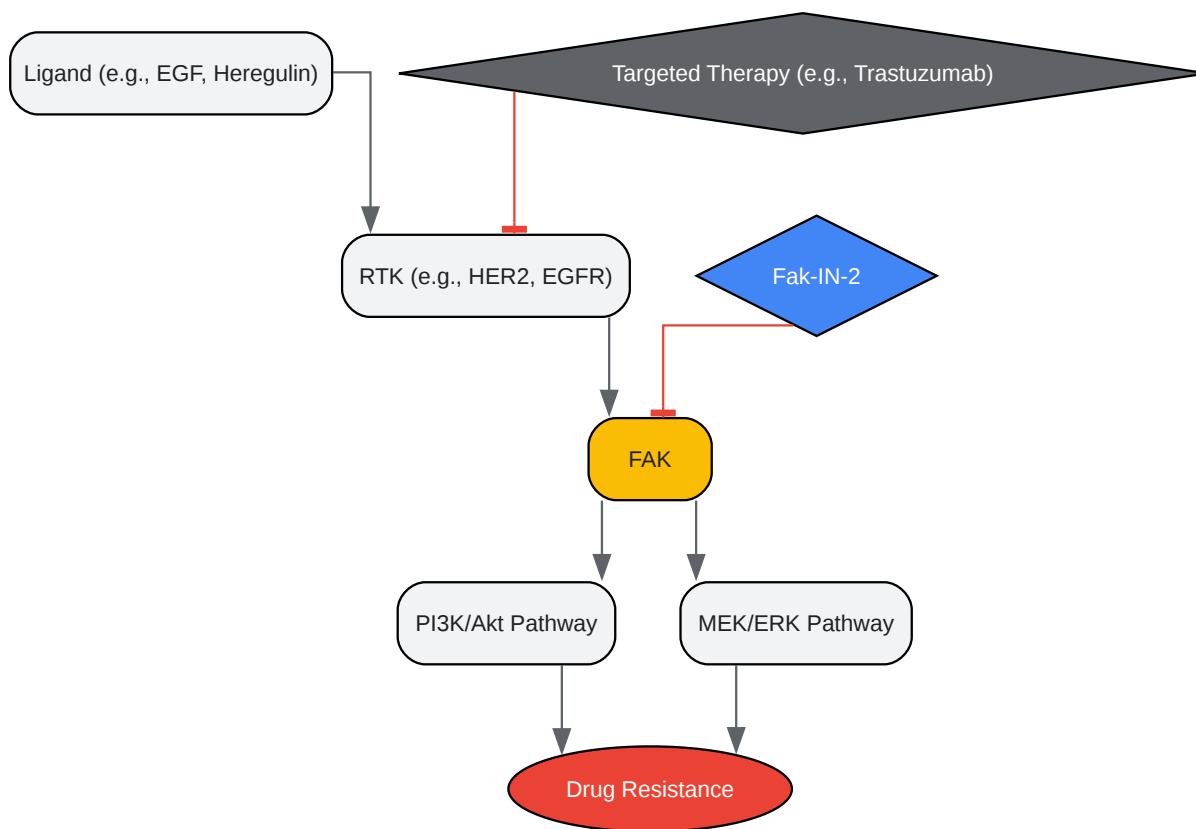 Ligand (e.g., EGF, Heregulin)
Targeted Therapy (e.g., Trastuzumab)
RTK (e.g., HER2, EGFR)
Fak-IN-2
FAK
PI3K/Akt Pathway
MEK/ERK Pathway
Drug Resistance